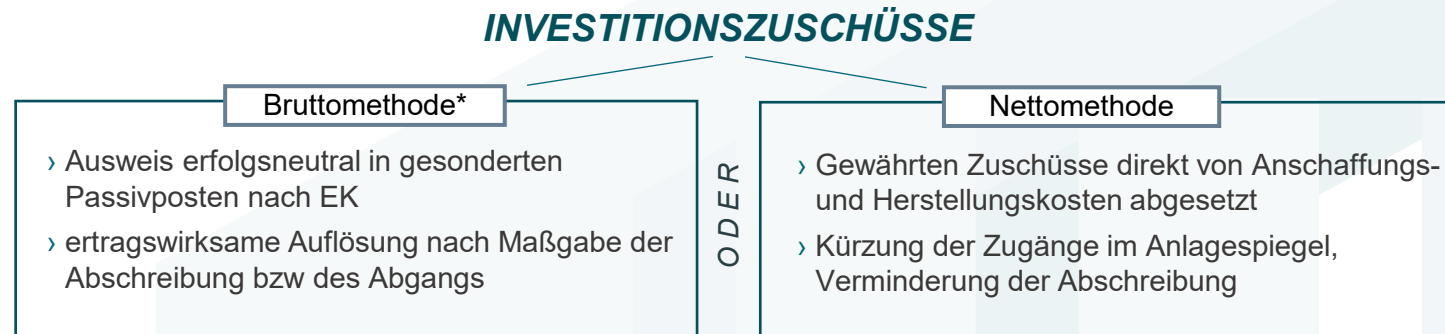 INVESTITIONSZUSCHÜSSE
Bruttomethode*
› Ausweis erfolgsneutral in gesonderten
Passivposten nach EK
› ertragswirksame Auflösung nach Maßgabe der
Abschreibung bzw des Abgangs
ODER
Nettomethode
› Gewährten Zuschüsse direkt von Anschaffungs-
und Herstellungskosten abgesetzt
› Kürzung der Zugänge im Anlagespiegel,
Verminderung der Abschreibung